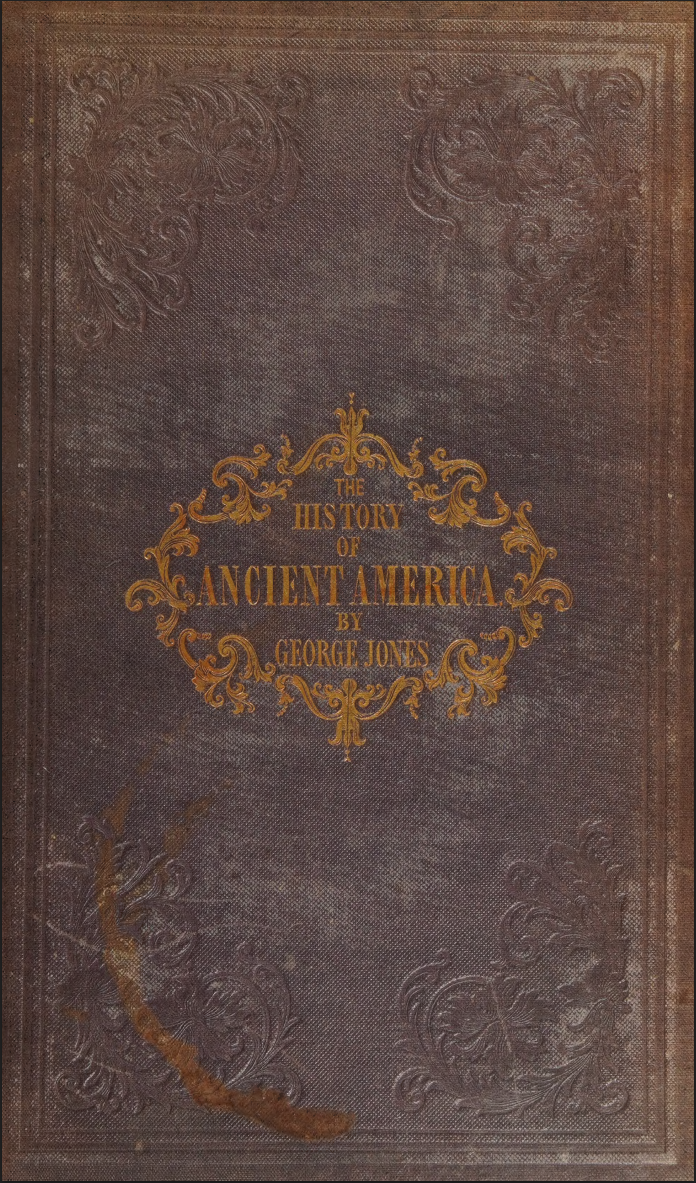 THE
HISTORY
OF
ANCIENT AMERICA,
BY
GEORGE JONES